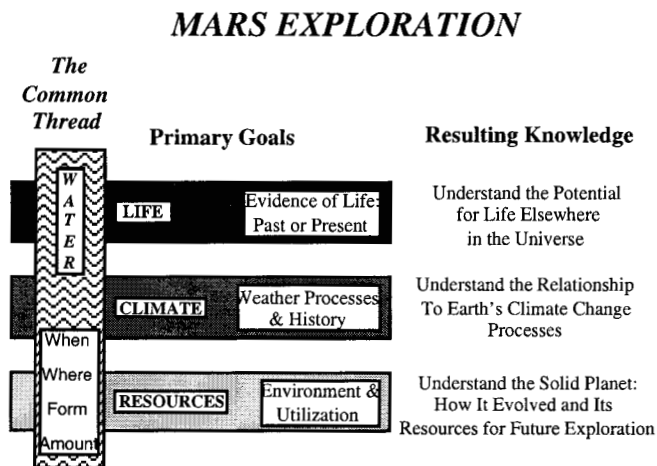 MARS EXPLORATION
The
Common
Thread
Primary Goals
Resulting Knowledge
W
A
T
E
R
LIFE
Evidence of Life:
Past or Present
Understand the Potential
for Life Elsewhere
in the Universe
CLIMATE
Weather Processes
& History
Understand the Relationship
To Earth's Climate Change
Processes
When
Where
Form
Amount
RESOURCES
Environment &
Utilization
Understand the Solid Planet:
How It Evolved and Its
Resources for Future Exploration